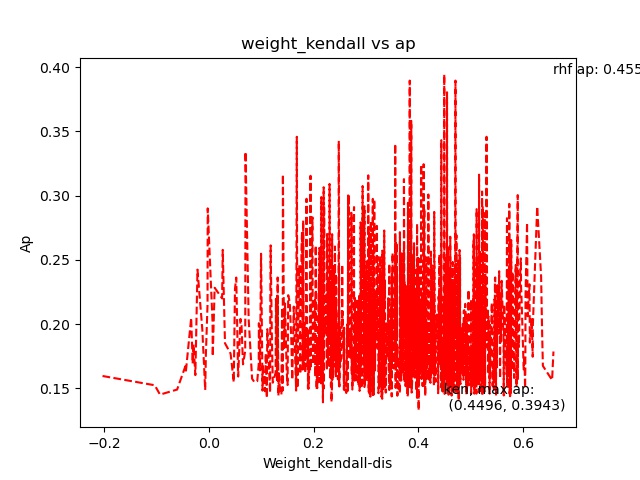 weight_kendall vs ap
rhf ap: 0.455
0.40
0.35
0.30
0.25
0.20
0.15
Ap
ken_max ap:
(0.4496, 0.3943)
−0.2
0.0
0.2
0.4
0.6
Weight_kendall-dis